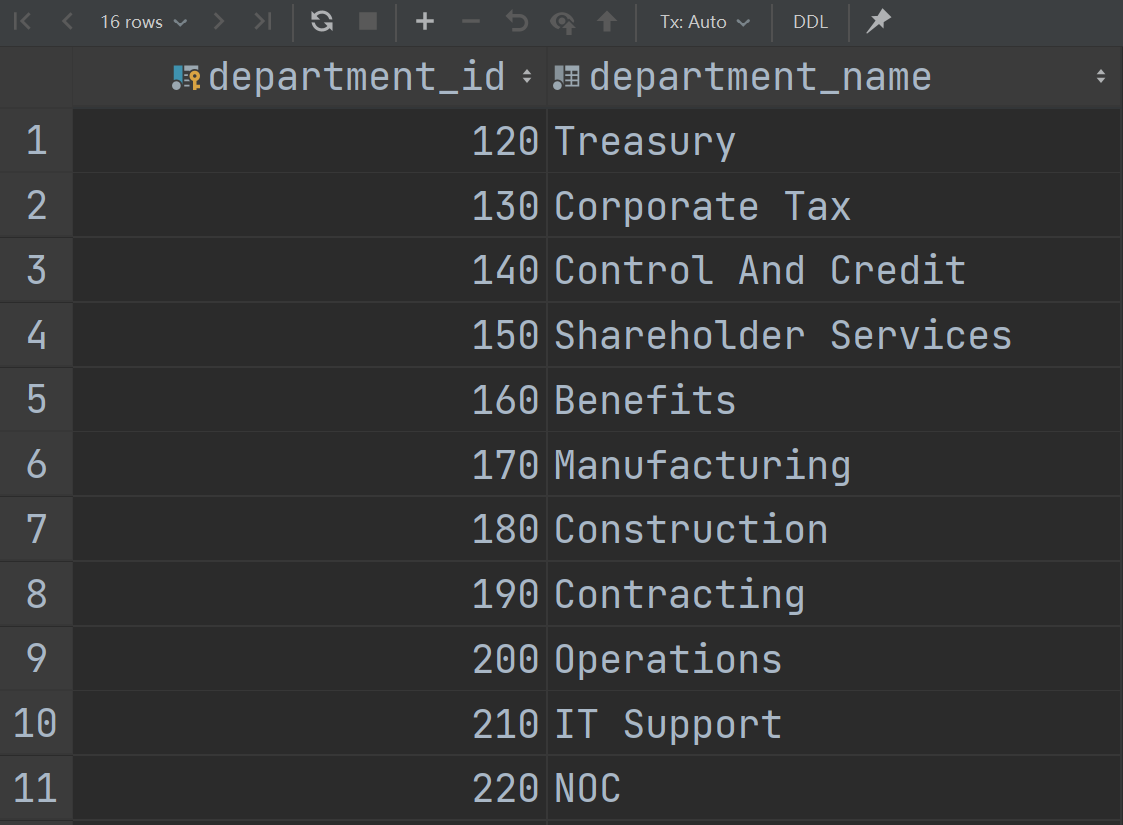 16 rows Tx: Auto DDL
department_id department_name
1 120 Treasury
2 130 Corporate Tax
3 140 Control And Credit
4 150 Shareholder Services
5 160 Benefits
6 170 Manufacturing
7 180 Construction
8 190 Contracting
9 200 Operations
10 210 IT Support
11 220 NOC